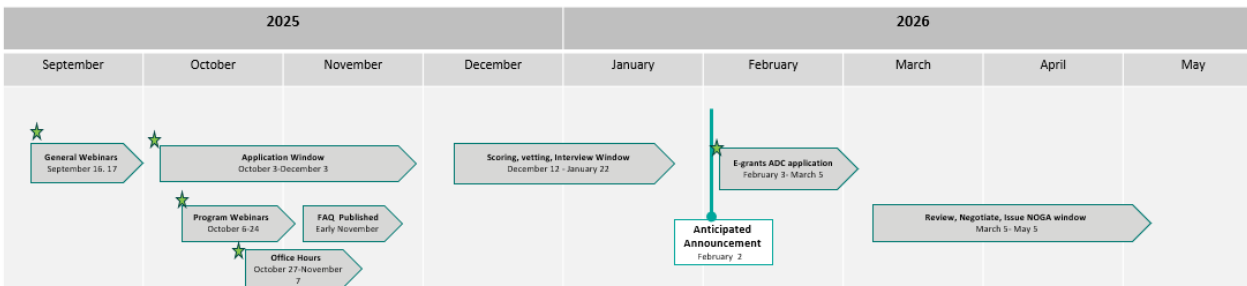 2025
2026
September
October
November
December
January
February
March
April
May
General Webinars
September 16. 17
Application Window
October 3-December 3
Scoring, vetting, Interview Window
December 12 - January 22
E-grants ADC application
February 3- March 5
Program Webinars
October 6-24
FAQ Published
Early November
Review, Negotiate, Issue NOGA window
March 5- May 5
Anticipated
Announcement
February 2
Office Hours
October 27-November
7